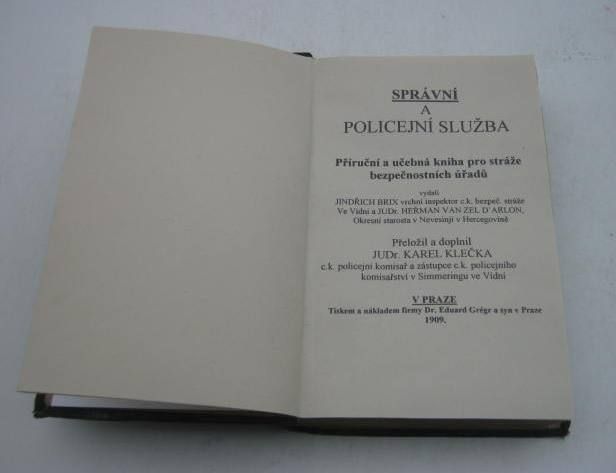 SPRÁVNÍ
A
POLICEJNÍ SLUŽBA
Příruční a učebná kniha pro stráže
bezpečnostních úřadů
vydali
JINDŘICH BRIX vrchní inspektor c.k. bezpeč. stráže
Ve Vídni a JUDr. HEŘMAN VAN ZEL D'ARLON,
Okresní starosta v Nevesinji v Hercegovině
Přeložil a doplnil
JUDr. KAREL KLEČKA
c.k. policejní komisař a zástupce c.k. policejního
komisařství v Simmeringu ve Vídni
V PRAZE
Tiskem a nákladem firmy Dr. Eduard Grégr a syn v Praze
1909.